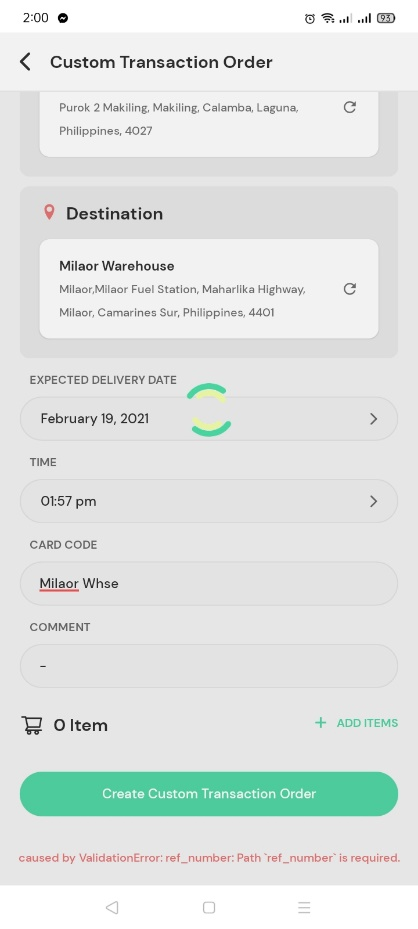 2:00
93
Custom Transaction Order
Purok 2 Makiling, Makiling, Calamba, Laguna,
Philippines, 4027
Destination
Milaor Warehouse
Milaor,Milaor Fuel Station, Maharlika Highway,
Milaor, Camarines Sur, Philippines, 4401
EXPECTED DELIVERY DATE
February 19, 2021
TIME
01:57 pm
CARD CODE
Milaor Whse
COMMENT
-
0 Item
+ ADD ITEMS
Create Custom Transaction Order
caused by ValidationError: ref_number: Path `ref_number` is required.